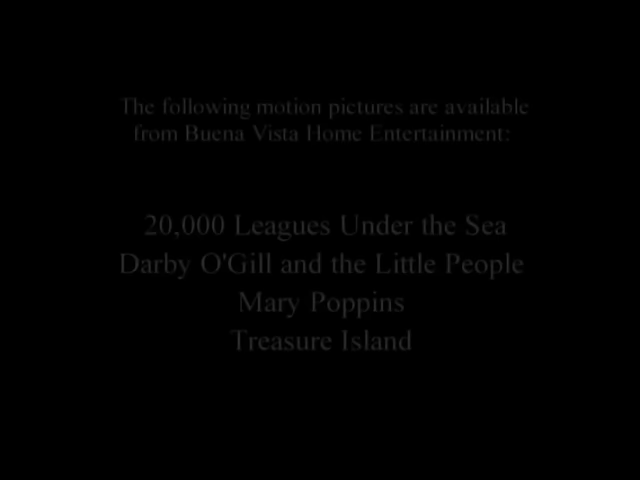 The following motion pictures are available
from Buena Vista Home Entertainment:
20,000 Leagues Under the Sea
Darby O'Gill and the Little People
Mary Poppins
Treasure Island